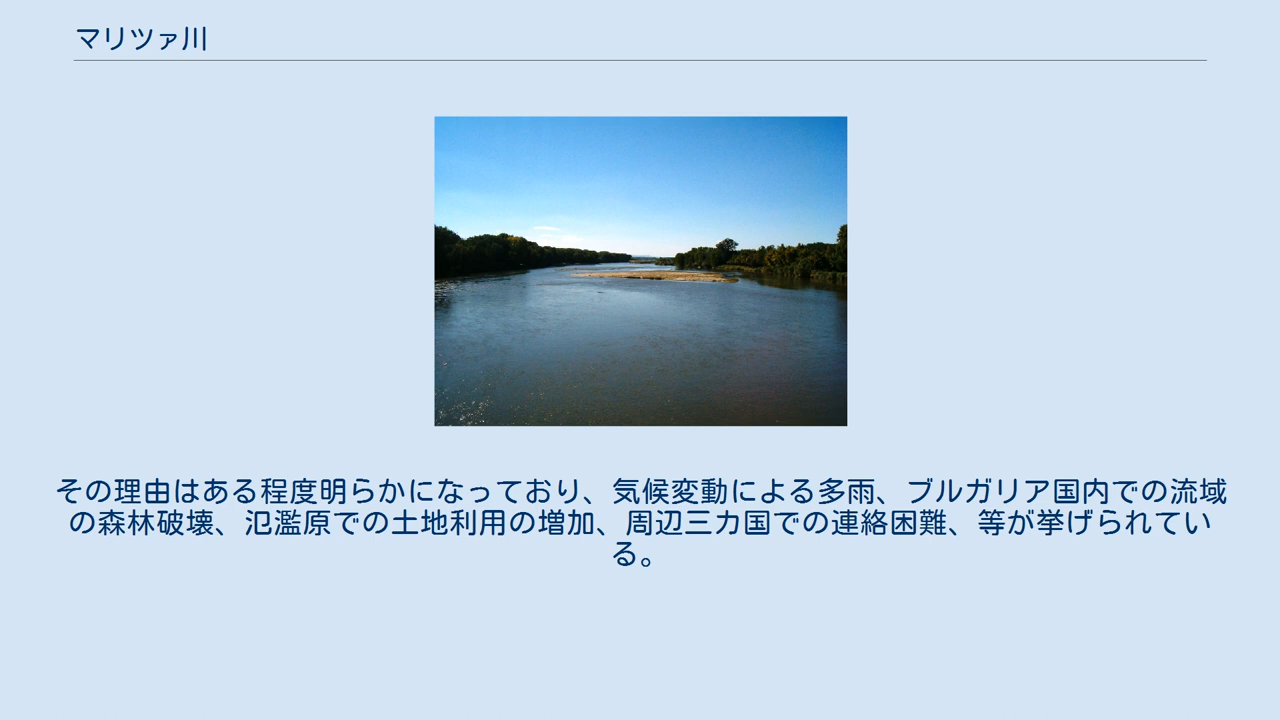 マリツァ川
その理由はある程度明らかになっており、気候変動による多雨、ブルガリア国内での流域
の森林破壊、氾濫原での土地利用の増加、周辺三カ国での連絡困難、等が挙げられてい
る。